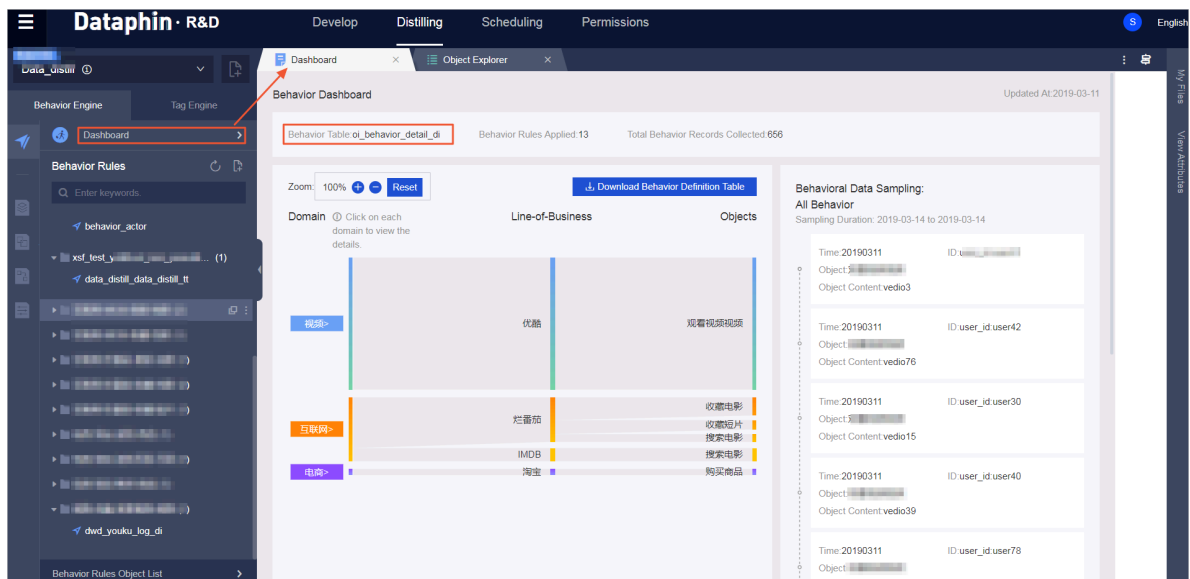 Dataphin · R&D Develop Distilling Scheduling Permissions S English
Data_distill
Dashboard × Object Explorer ×
Behavior Engine Tag Engine
Dashboard >
Behavior Rules
Enter keywords.
behavior_actor
(1)
data_distill_data_distill_tt
dwd_youku_log_di
Behavior Rules Object List >
Behavior Dashboard Updated At:2019-03-11
Behavior Table:oi_behavior_detail_di Behavior Rules Applied:13 Total Behavior Records Collected:656
Zoom: 100% Reset Download Behavior Definition Table
Domain Click on each domain to view the details. Line-of-Business Objects
视频> 优酷 观看视频视频
互联网> 烂番茄 收藏电影
收藏短片
搜索电影
IMDB 搜索电影
电商> 淘宝 购买商品
Behavioral Data Sampling:
All Behavior
Sampling Duration: 2019-03-14 to 2019-03-14
Time:20190311 ID:
Object:
Object Content:vedio3
Time:20190311 ID:user_id:user42
Object:
Object Content:vedio76
Time:20190311 ID:user_id:user30
Object:
Object Content:vedio15
Time:20190311 ID:user_id:user40
Object:
Object Content:vedio39
Time:20190311 ID:user_id:user78
Object:
My Files
View Attributes